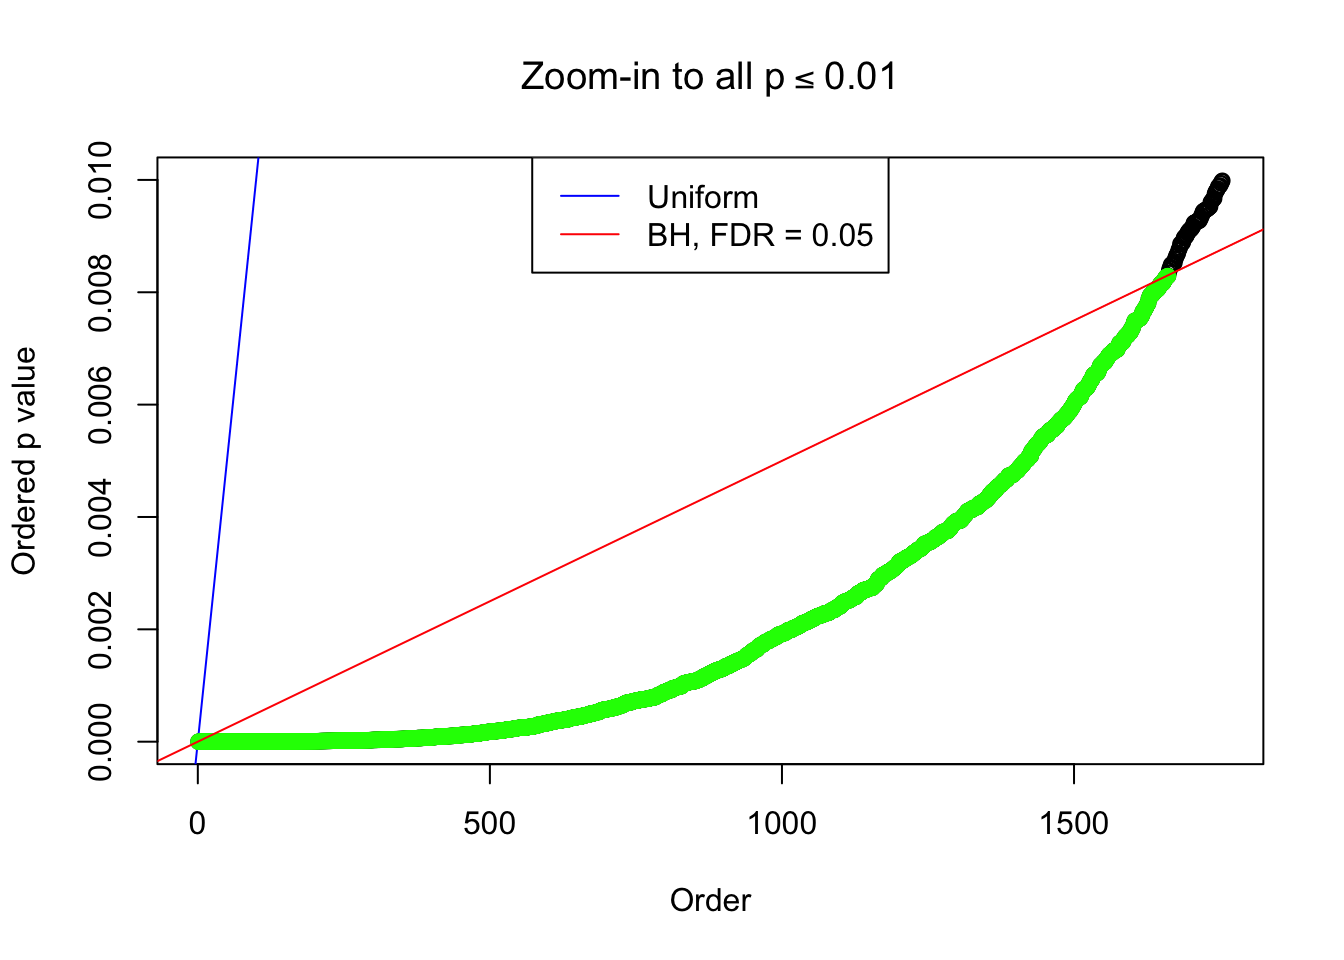 Zoom-in to all p ≤ 0.01
Uniform
BH, FDR = 0.05
Ordered p value
0.010
0.008
0.006
0.004
0.002
0.000
0 500 1000 1500
Order